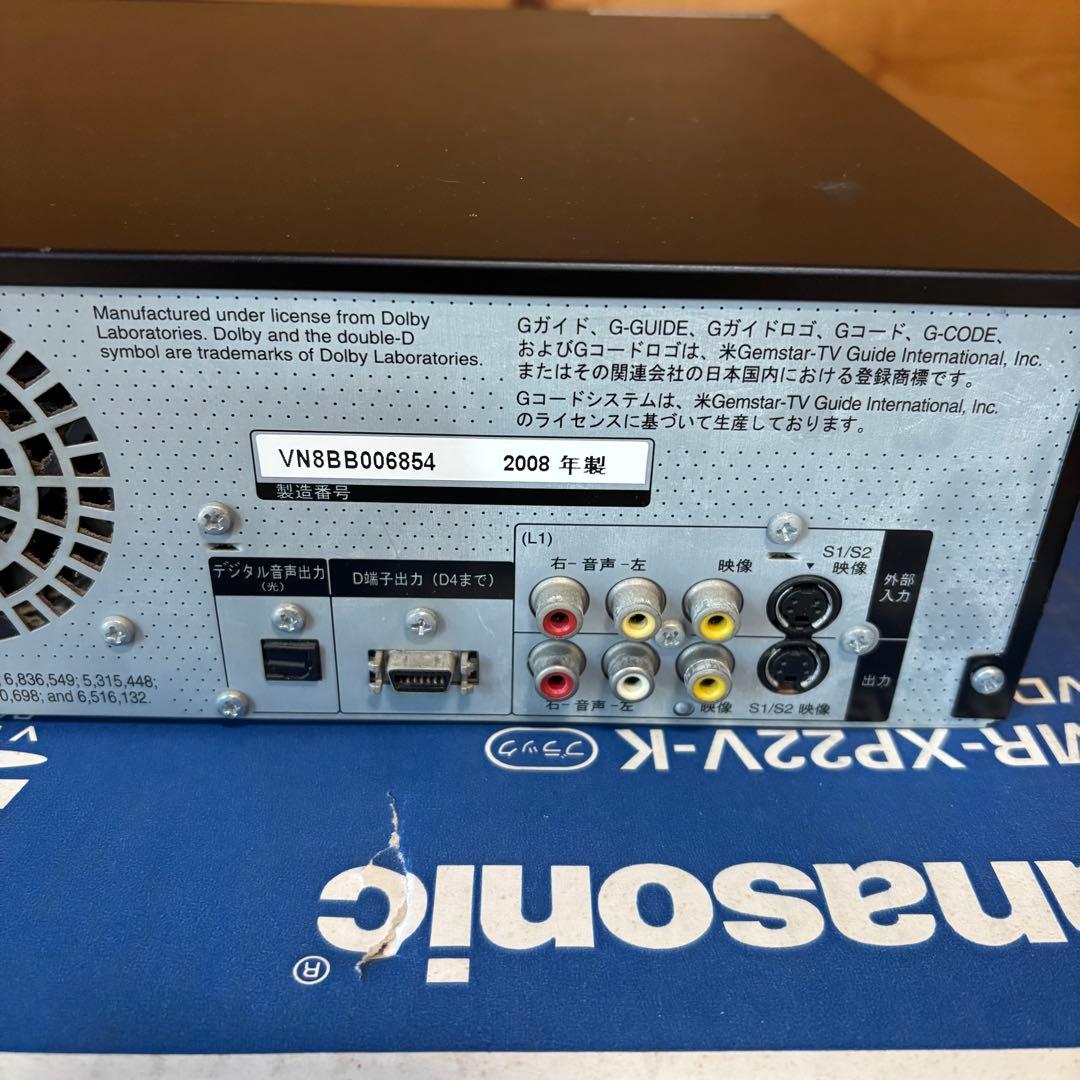 Manufactured under license from Dolby
Laboratories. Dolby and the double-D
symbol are trademarks of Dolby Laboratories.
Gガイド、G-GUIDE、Gガイドロゴ、Gコード、G-CODE、
およびGコードロゴは、米Gemstar-TV Guide International, Inc.
またはその関連会社の日本国内における登録商標です。
Gコードシステムは、米Gemstar-TV Guide International, Inc.
のライセンスに基づいて生産しております。
VN8BB006854 2008 年製
製造番号
(L1)
右-音声-左 映像 S1/S2 映像
外部入力
デジタル音声出力
(光)
D端子出力（D4まで）
6,836,549; 5,315,448;
0,698; and 6,516,132.
右-音声-左 映像 S1/S2 映像
出力
MR-XP22V-K ブラック
anasonic
®